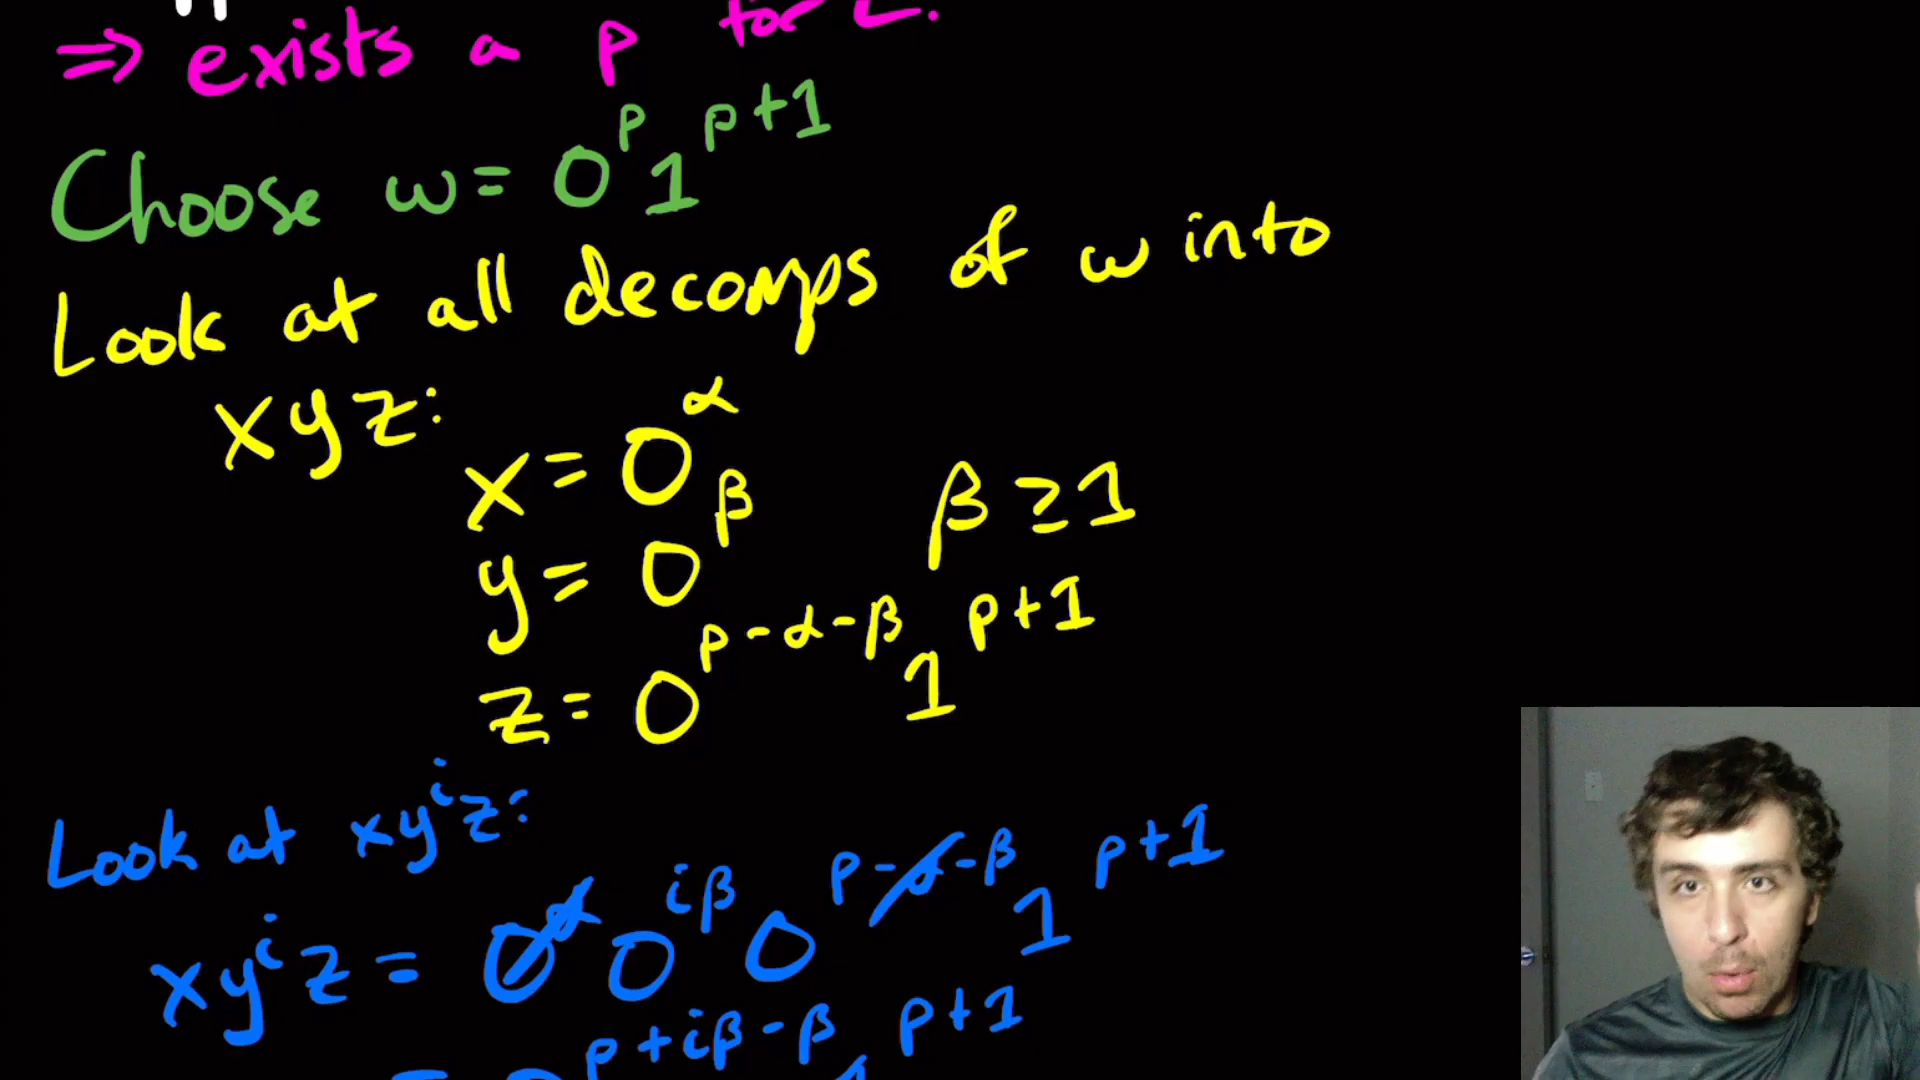 ⇒ exists a p for L.
Choose w = 0^p 1^{p+1}
Look at all decomps of w into
xyz:
x = 0^α
y = 0^β β ≥ 1
z = 0^{p-α-β} 1^{p+1}
Look at xy^i z:
xy^i z = 0^α 0^{iβ} 0^{p-α-β} 1^{p+1}
= 0^{p+iβ-β} 1^{p+1}